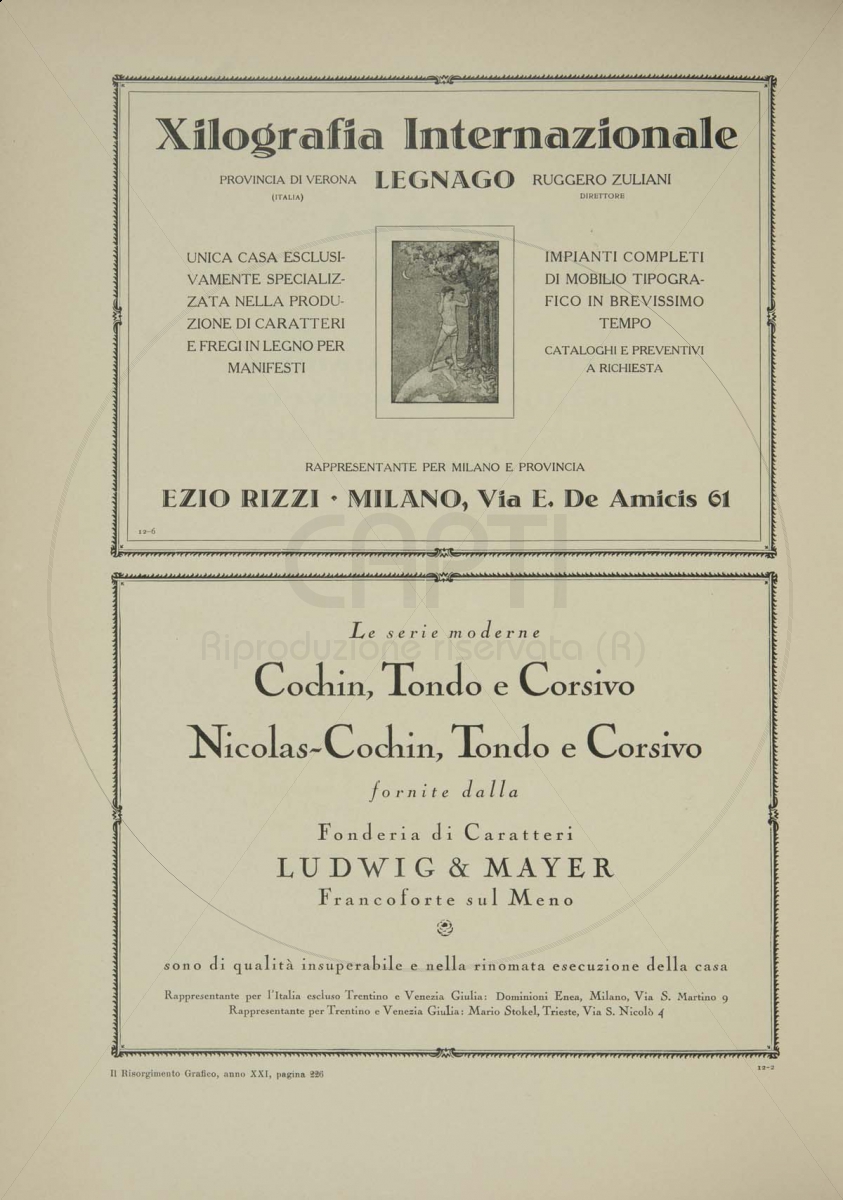 Xilografia Internazionale
PROVINCIA DI VERONA LEGNAGO RUGGERO ZULIANI
(ITALIA) DIRETTORE
UNICA CASA ESCLUSI-
VAMENTE SPECIALIZ-
ZATA NELLA PRODU-
ZIONE DI CARATTERI
E FREGI IN LEGNO PER
MANIFESTI
IMPIANTI COMPLETI
DI MOBILIO TIPOGRA-
FICO IN BREVISSIMO
TEMPO
CATALOGHI E PREVENTIVI
A RICHIESTA
RAPPRESENTANTE PER MILANO E PROVINCIA
EZIO RIZZI • MILANO, Via E. De Amicis 61
12-6
CAPTI
Le serie moderne
Riproduzione riservata (R)
Cochin, Tondo e Corsivo
Nicolas-Cochin, Tondo e Corsivo
fornite dalla
Fonderia di Caratteri
LUDWIG & MAYER
Francoforte sul Meno
sono di qualità insuperabile e nella rinomata esecuzione della casa
Rappresentante per l'Italia escluso Trentino e Venezia Giulia: Dominioni Enea, Milano, Via S. Martino 9
Rappresentante per Trentino e Venezia Giulia: Mario Stokel, Trieste, Via S. Nicolò 4
12-2
Il Risorgimento Grafico, anno XXI, pagina 226